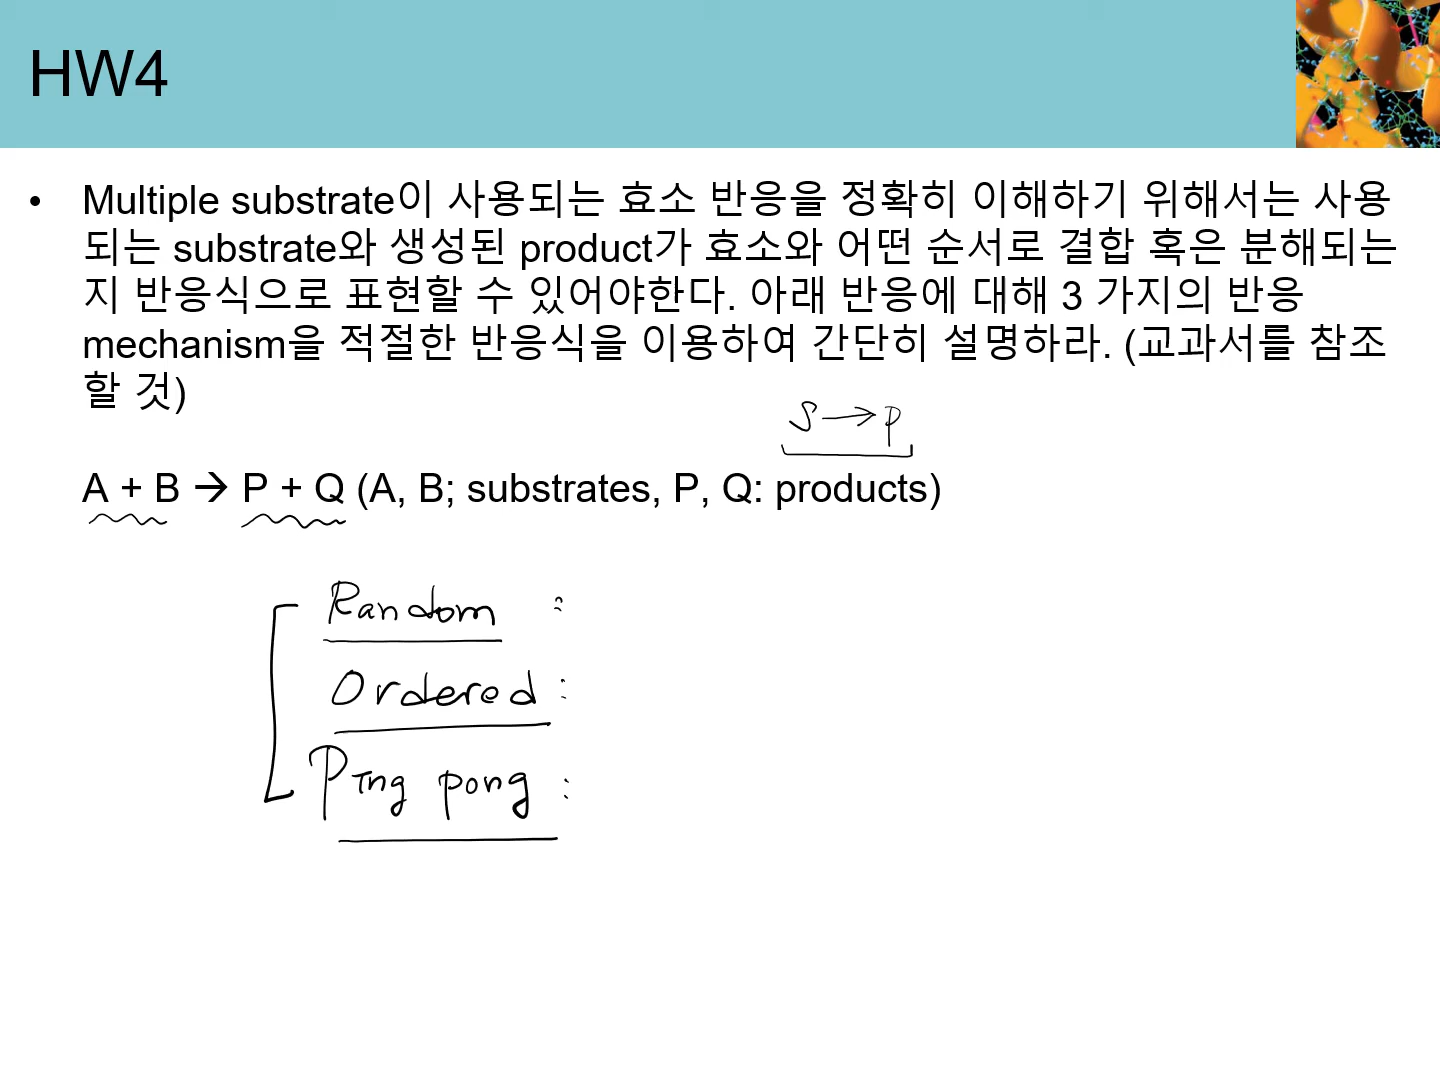 HW4
• Multiple substrate이 사용되는 효소 반응을 정확히 이해하기 위해서는 사용
되는 substrate와 생성된 product가 효소와 어떤 순서로 결합 혹은 분해되는
지 반응식으로 표현할 수 있어야한다. 아래 반응에 대해 3 가지의 반응
mechanism을 적절한 반응식을 이용하여 간단히 설명하라. (교과서를 참조
할 것)
S → P
A + B → P + Q (A, B; substrates, P, Q: products)
Random :
Ordered :
Ping pong :